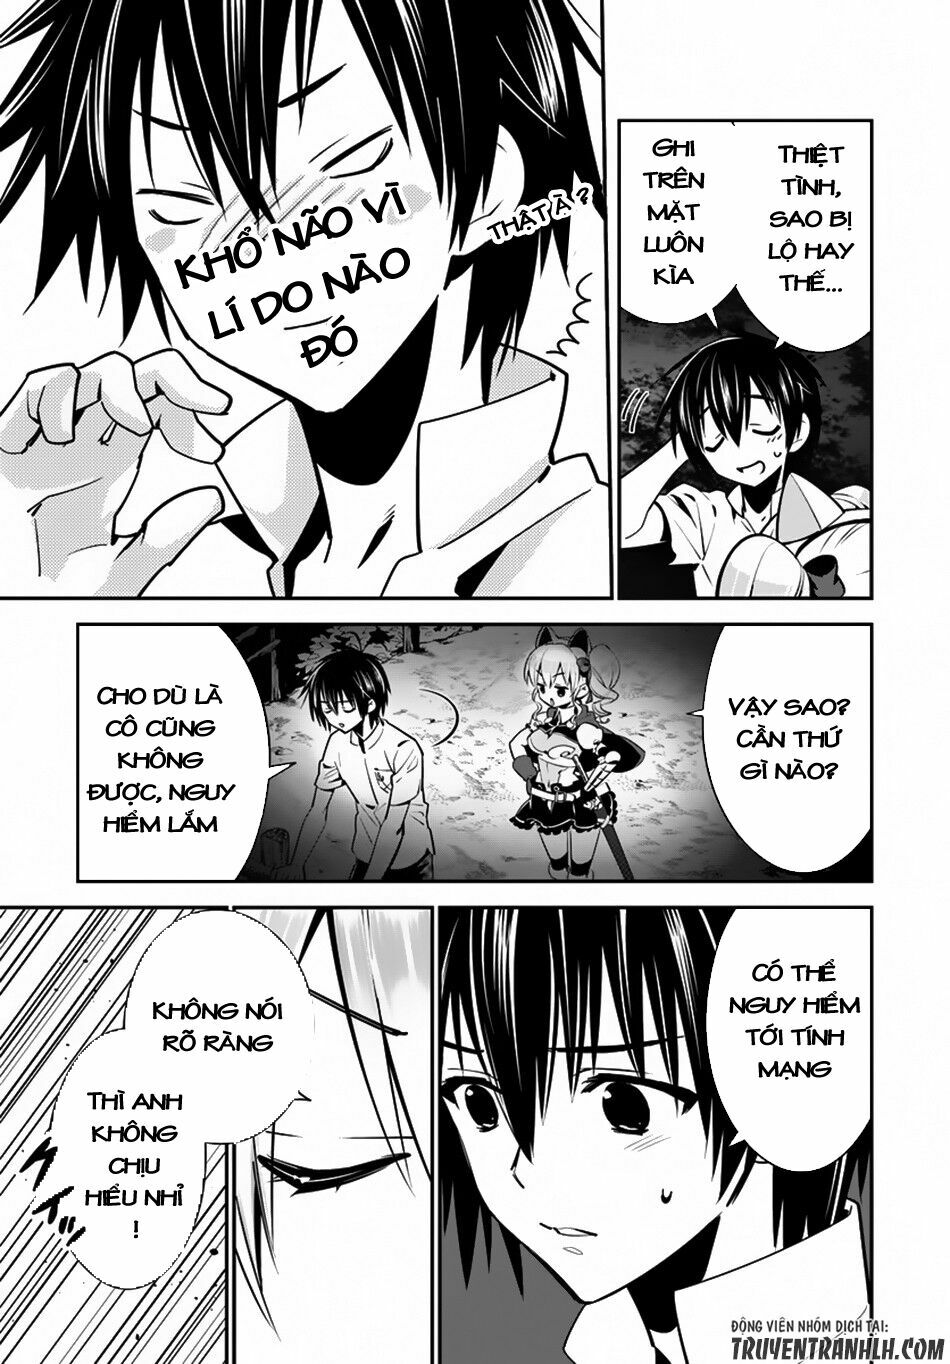 THIỆT
TÌNH,
SAO BỊ
LỘ HAY
THẾ...
GHI
TRÊN
MẶT
LUÔN
KÌA
THẬT À?
KHỔ NÃO VÌ
LÍ DO NÀO
ĐÓ
VẬY SAO?
CẦN THỨ
GÌ NÀO?
CHO DÙ LÀ
CÔ CŨNG
KHÔNG
ĐƯỢC, NGUY
HIỂM LẮM
CÓ THỂ
NGUY HIỂM
TỚI TÍNH
MẠNG
KHÔNG NÓI
RÕ RÀNG
THÌ ANH
KHÔNG
CHỊU
HIỂU NHỈ
!
ĐỘNG VIÊN NHÓM DỊCH TẠI:
TRUYENTRANHLH.COM